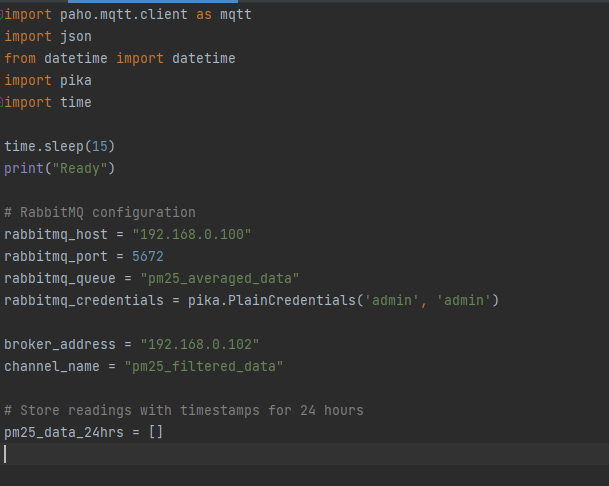 import paho.mqtt.client as mqtt
import json
from datetime import datetime
import pika
import time
time.sleep(15)
print("Ready")
# RabbitMQ configuration
rabbitmq_host = "192.168.0.100"
rabbitmq_port = 5672
rabbitmq_queue = "pm25_averaged_data"
rabbitmq_credentials = pika.PlainCredentials('admin', 'admin')
broker_address = "192.168.0.102"
channel_name = "pm25_filtered_data"
# Store readings with timestamps for 24 hours
pm25_data_24hrs = []